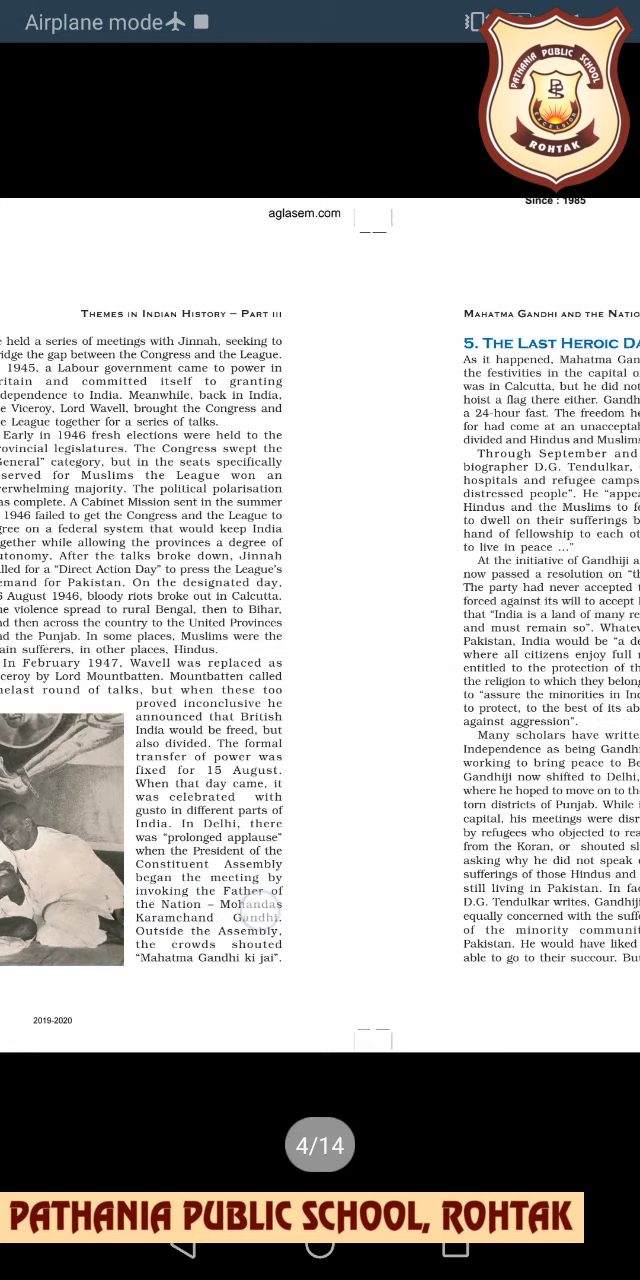 Airplane mode
PATHANIA PUBLIC SCHOOL
PPS
EXCELSIOR
ROHTAK
Since : 1985
aglasem.com
THEMES IN INDIAN HISTORY – PART III
e held a series of meetings with Jinnah, seeking to
ridge the gap between the Congress and the League.
1945, a Labour government came to power in
ritain and committed itself to granting
dependence to India. Meanwhile, back in India,
e Viceroy, Lord Wavell, brought the Congress and
e League together for a series of talks.
Early in 1946 fresh elections were held to the
rovincial legislatures. The Congress swept the
General” category, but in the seats specifically
served for Muslims the League won an
verwhelming majority. The political polarisation
as complete. A Cabinet Mission sent in the summer
1946 failed to get the Congress and the League to
gree on a federal system that would keep India
gether while allowing the provinces a degree of
utonomy. After the talks broke down, Jinnah
lled for a “Direct Action Day” to press the League’s
emand for Pakistan. On the designated day,
6 August 1946, bloody riots broke out in Calcutta.
he violence spread to rural Bengal, then to Bihar,
nd then across the country to the United Provinces
nd the Punjab. In some places, Muslims were the
ain sufferers, in other places, Hindus.
In February 1947, Wavell was replaced as
ceroy by Lord Mountbatten. Mountbatten called
nelast round of talks, but when these too
proved inconclusive he
announced that British
India would be freed, but
also divided. The formal
transfer of power was
fixed for 15 August.
When that day came, it
was celebrated with
gusto in different parts of
India. In Delhi, there
was “prolonged applause”
when the President of the
Constituent Assembly
began the meeting by
invoking the Father of
the Nation – Mohandas
Karamchand Gandhi.
Outside the Assembly,
the crowds shouted
“Mahatma Gandhi ki jai”.
2019-2020
MAHATMA GANDHI AND THE NATIO
5. THE LAST HEROIC DA
As it happened, Mahatma Gan
the festivities in the capital o
was in Calcutta, but he did not
hoist a flag there either. Gandh
a 24-hour fast. The freedom he
for had come at an unacceptab
divided and Hindus and Muslims
Through September and
biographer D.G. Tendulkar,
hospitals and refugee camps
distressed people”. He “appea
Hindus and the Muslims to fo
to dwell on their sufferings b
hand of fellowship to each ot
to live in peace ...”
At the initiative of Gandhiji a
now passed a resolution on “th
The party had never accepted t
forced against its will to accept
that “India is a land of many re
and must remain so”. Whatev
Pakistan, India would be “a de
where all citizens enjoy full r
entitled to the protection of th
the religion to which they belong
to “assure the minorities in Ind
to protect, to the best of its ab
against aggression”.
Many scholars have written
Independence as being Gandhi
working to bring peace to Be
Gandhiji now shifted to Delhi,
where he hoped to move on to the
torn districts of Punjab. While i
capital, his meetings were disr
by refugees who objected to rea
from the Koran, or shouted sl
asking why he did not speak o
sufferings of those Hindus and
still living in Pakistan. In fac
D.G. Tendulkar writes, Gandhiji
equally concerned with the suffe
of the minority communit
Pakistan. He would have liked
able to go to their succour. But
4/14
PATHANIA PUBLIC SCHOOL, ROHTAK